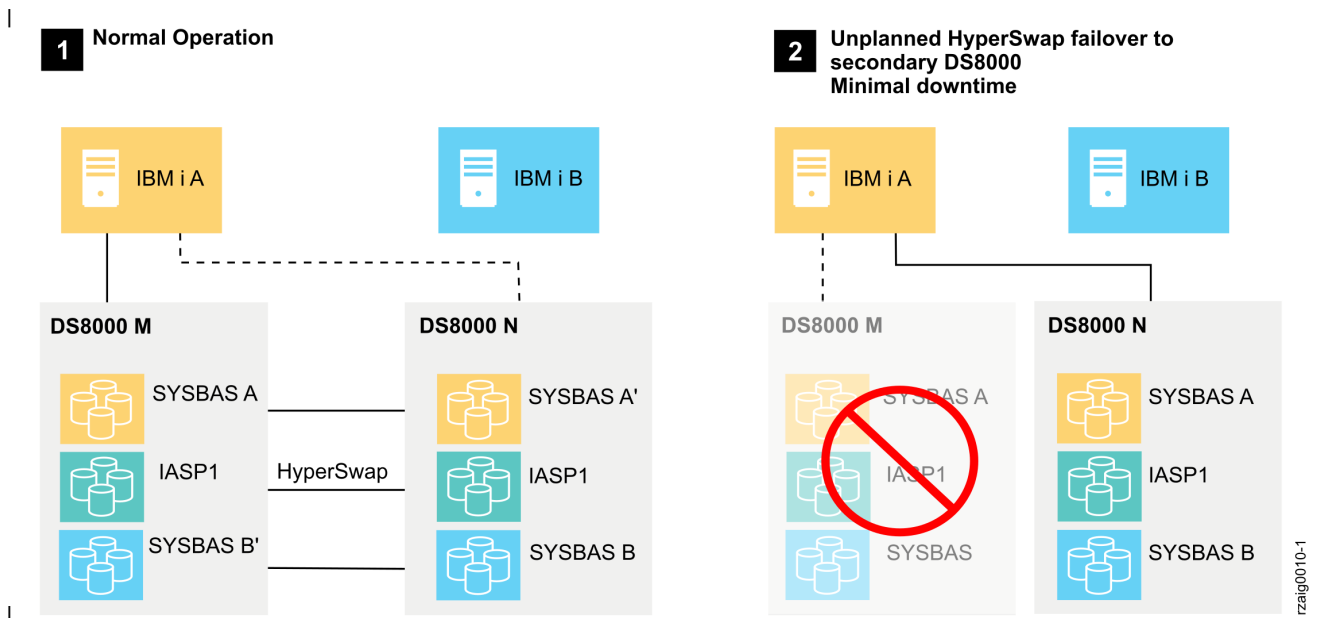 1 Normal Operation
IBM i A
IBM i B
DS8000 M
DS8000 N
SYSBAS A
SYSBAS A'
IASP1
HyperSwap
IASP1
SYSBAS B'
SYSBAS B
2 Unplanned HyperSwap failover to
secondary DS8000
Minimal downtime
IBM i A
IBM i B
DS8000 M
DS8000 N
SYSBAS A
SYSBAS A
IASP1
IASP1
SYSBAS
SYSBAS B
rzaig0010-1